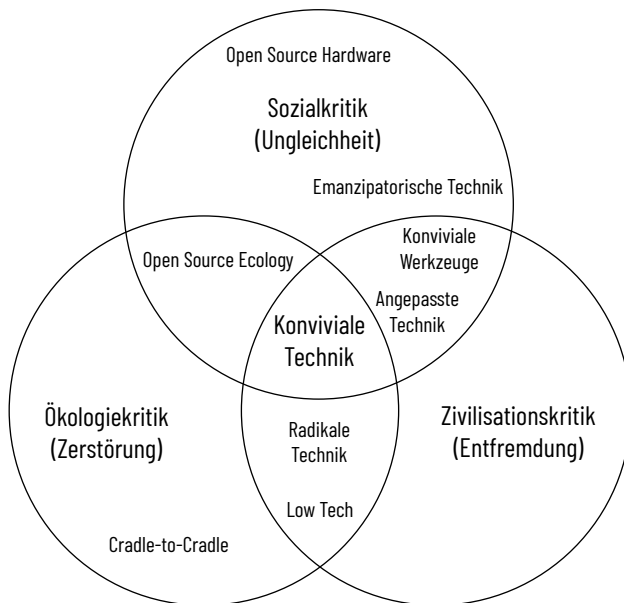 Open Source Hardware
Sozialkritik
(Ungleichheit)
Emanzipatorische Technik
Open Source Ecology
Konviviale
Werkzeuge
Angepasste
Technik
Konviviale
Technik
Ökologiekritik
(Zerstörung)
Radikale
Technik
Zivilisationskritik
(Entfremdung)
Low Tech
Cradle-to-Cradle